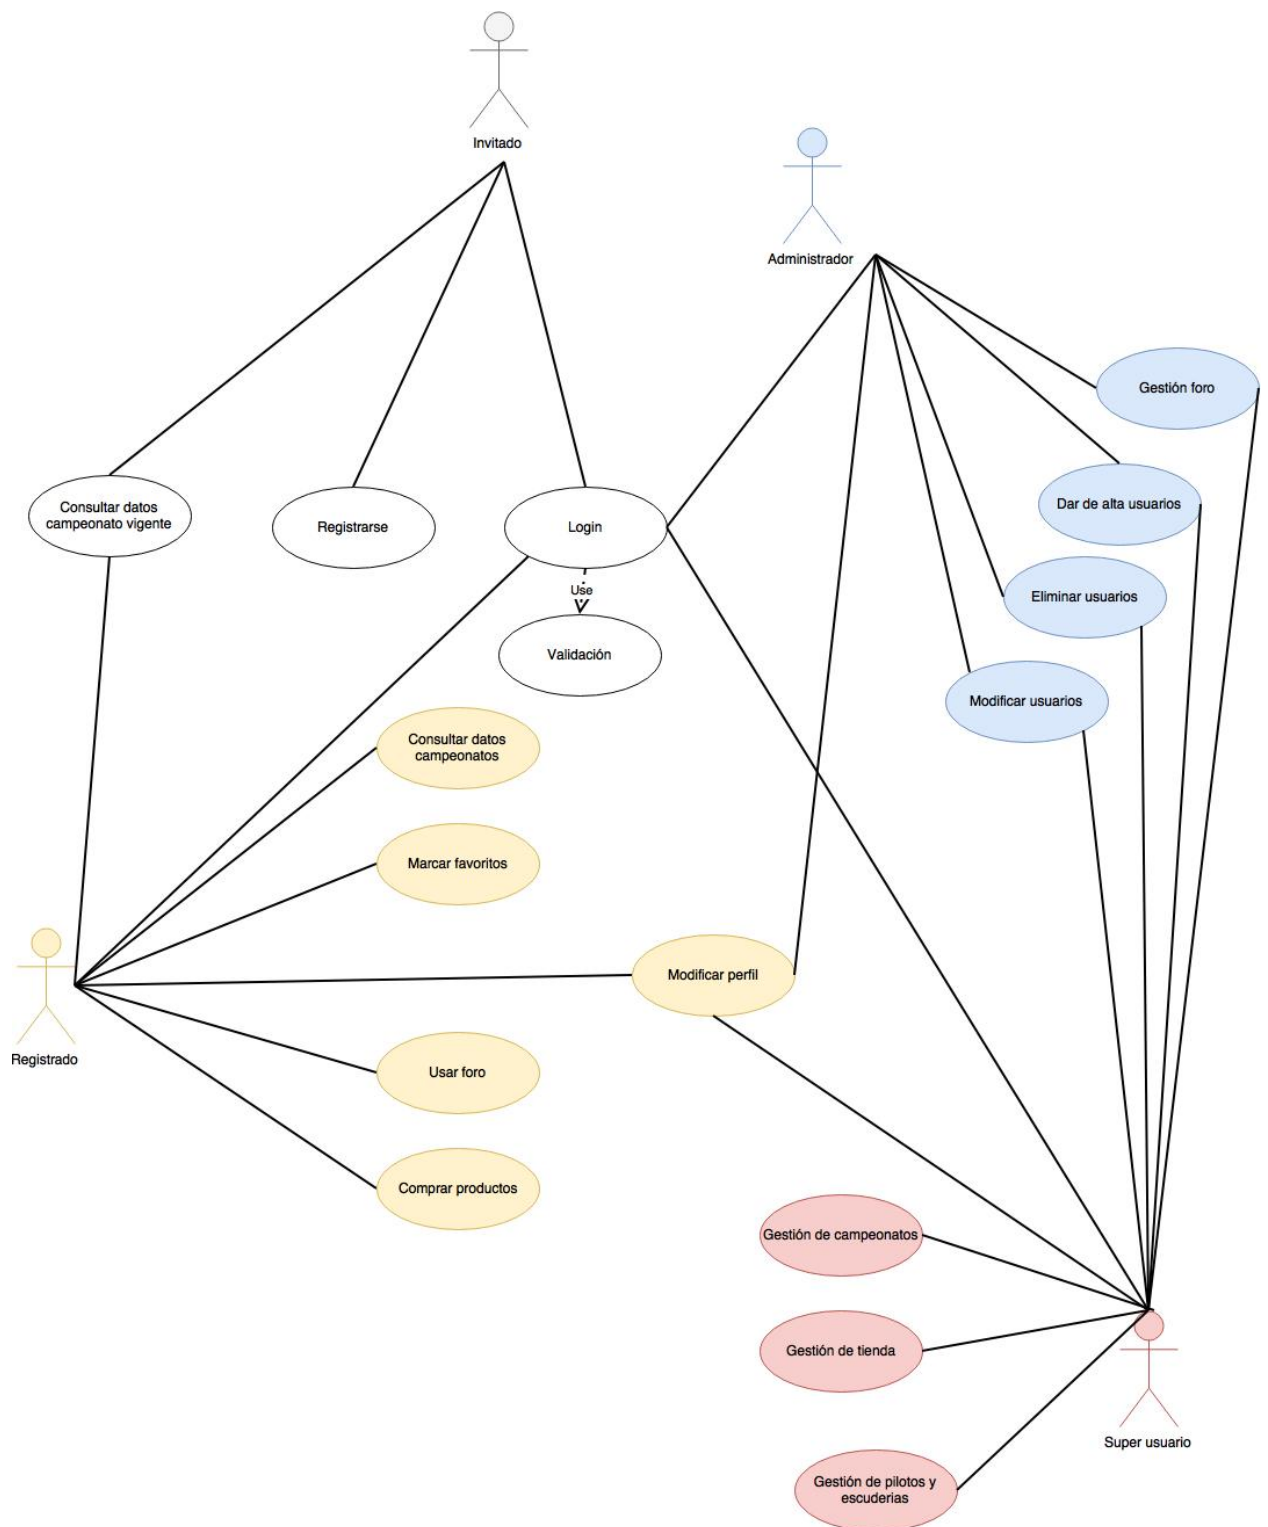 Invitado
Administrador
Gestión foro
Consultar datos
campeonato vigente
Registrarse
Login
Dar de alta usuarios
Use
Eliminar usuarios
Validación
Modificar usuarios
Consultar datos
campeonatos
Marcar favoritos
Modificar perfil
Registrado
Usar foro
Comprar productos
Gestión de campeonatos
Gestión de tienda
Super usuario
Gestión de pilotos y
escuderias